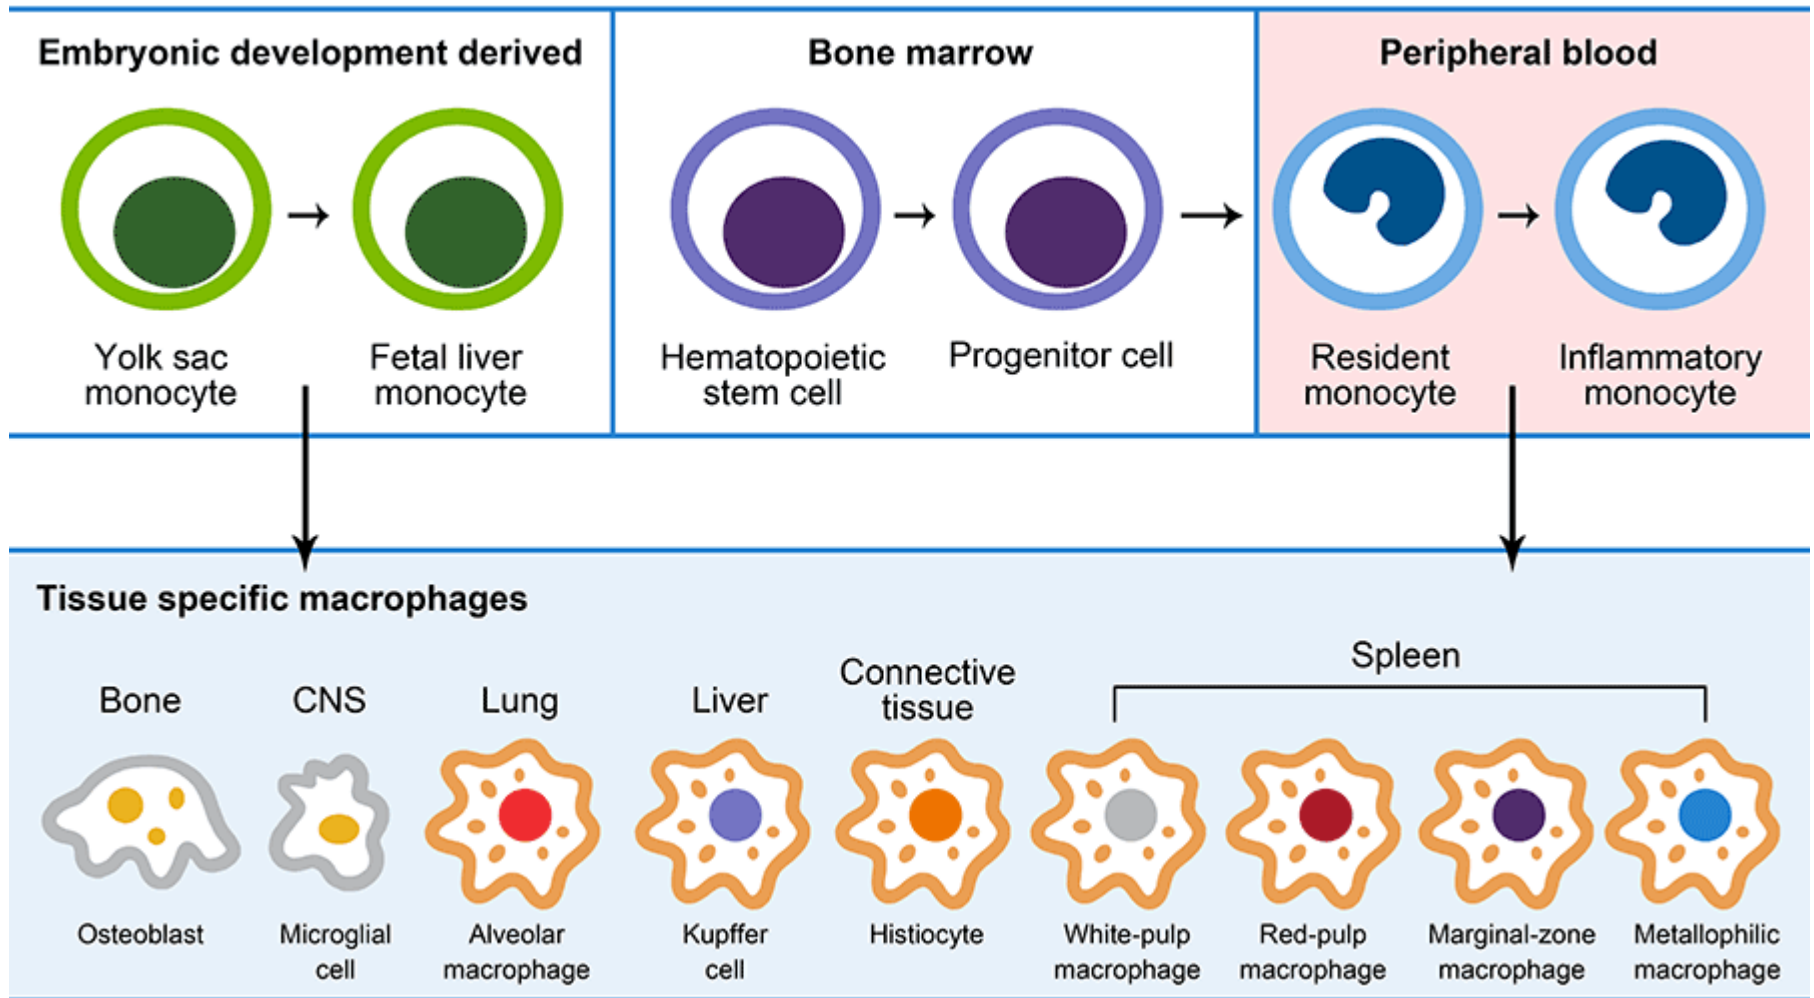 Embryonic development derived
Bone marrow
Peripheral blood
Yolk sac
monocyte
Fetal liver
monocyte
Hematopoietic
stem cell
Progenitor cell
Resident
monocyte
Inflammatory
monocyte
Tissue specific macrophages
Bone
CNS
Lung
Liver
Connective
tissue
Spleen
Osteoblast
Microglial
cell
Alveolar
macrophage
Kupffer
cell
Histiocyte
White-pulp
macrophage
Red-pulp
macrophage
Marginal-zone
macrophage
Metallophilic
macrophage